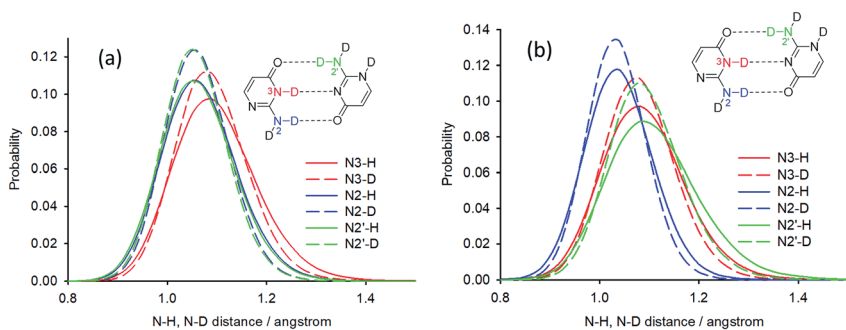 (a)
0.12
0.10
0.08
0.06
0.04
0.02
0.00
Probability
0.8 1.0 1.2 1.4
N-H, N-D distance / angstrom
D
O D N D
2'
3 N D N N
N
N D O
2
D
N3-H
N3-D
N2-H
N2-D
N2'-H
N2'-D
(b)
0.14
0.12
0.10
0.08
0.06
0.04
0.02
0.00
Probability
0.8 1.0 1.2 1.4
N-H, N-D distance / angstrom
D
O D N D
2'
3 N D N N
N
N D O
2
D
N3-H
N3-D
N2-H
N2-D
N2'-H
N2'-D